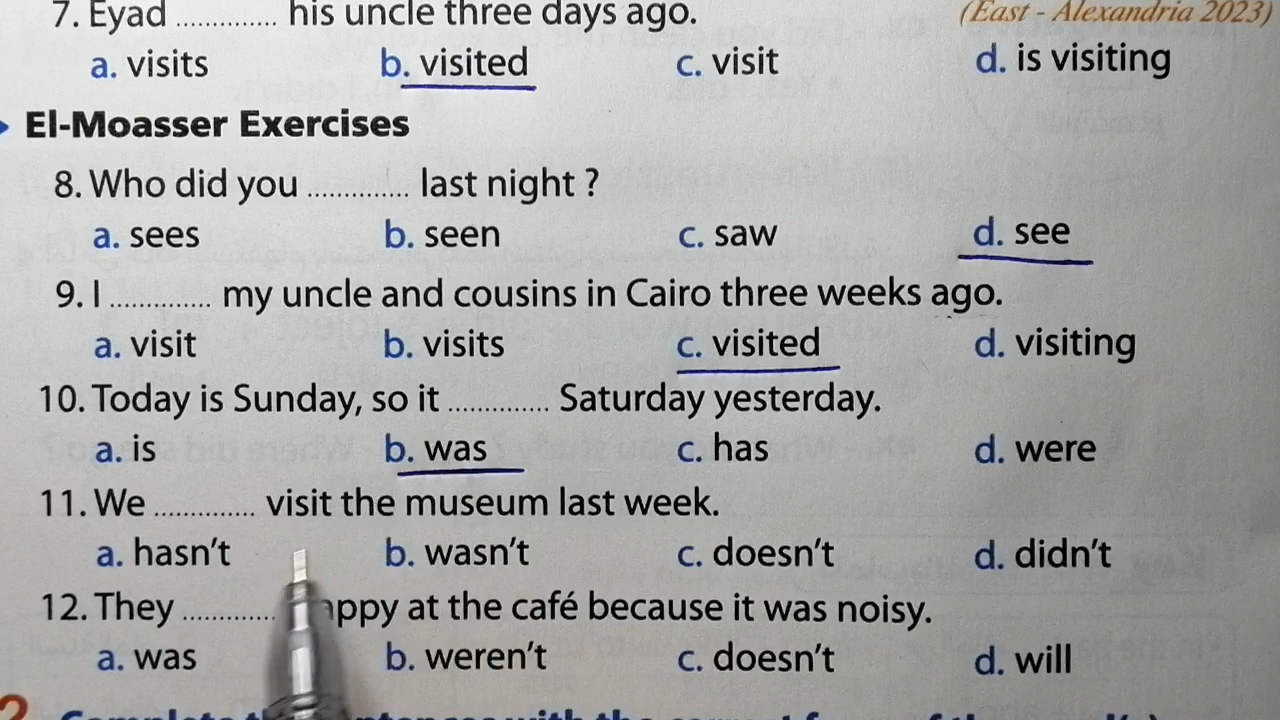 7. Eyad ............. his uncle three days ago. (East - Alexandria 2023)
a. visits b. visited c. visit d. is visiting
El-Moasser Exercises
8. Who did you ............. last night ?
a. sees b. seen c. saw d. see
9. I ............. my uncle and cousins in Cairo three weeks ago.
a. visit b. visits c. visited d. visiting
10. Today is Sunday, so it ............. Saturday yesterday.
a. is b. was c. has d. were
11. We ............. visit the museum last week.
a. hasn't b. wasn't c. doesn't d. didn't
12. They ............. appy at the café because it was noisy.
a. was b. weren't c. doesn't d. will